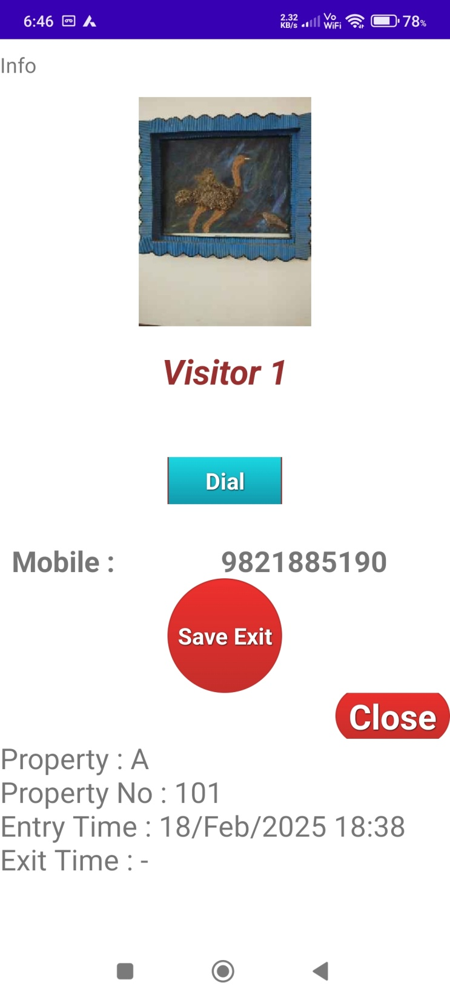 6:46 2.32 KB/s Vo WiFi 78%
Info
Visitor 1
Dial
Mobile : 9821885190
Save Exit
Close
Property : A
Property No : 101
Entry Time : 18/Feb/2025 18:38
Exit Time : -